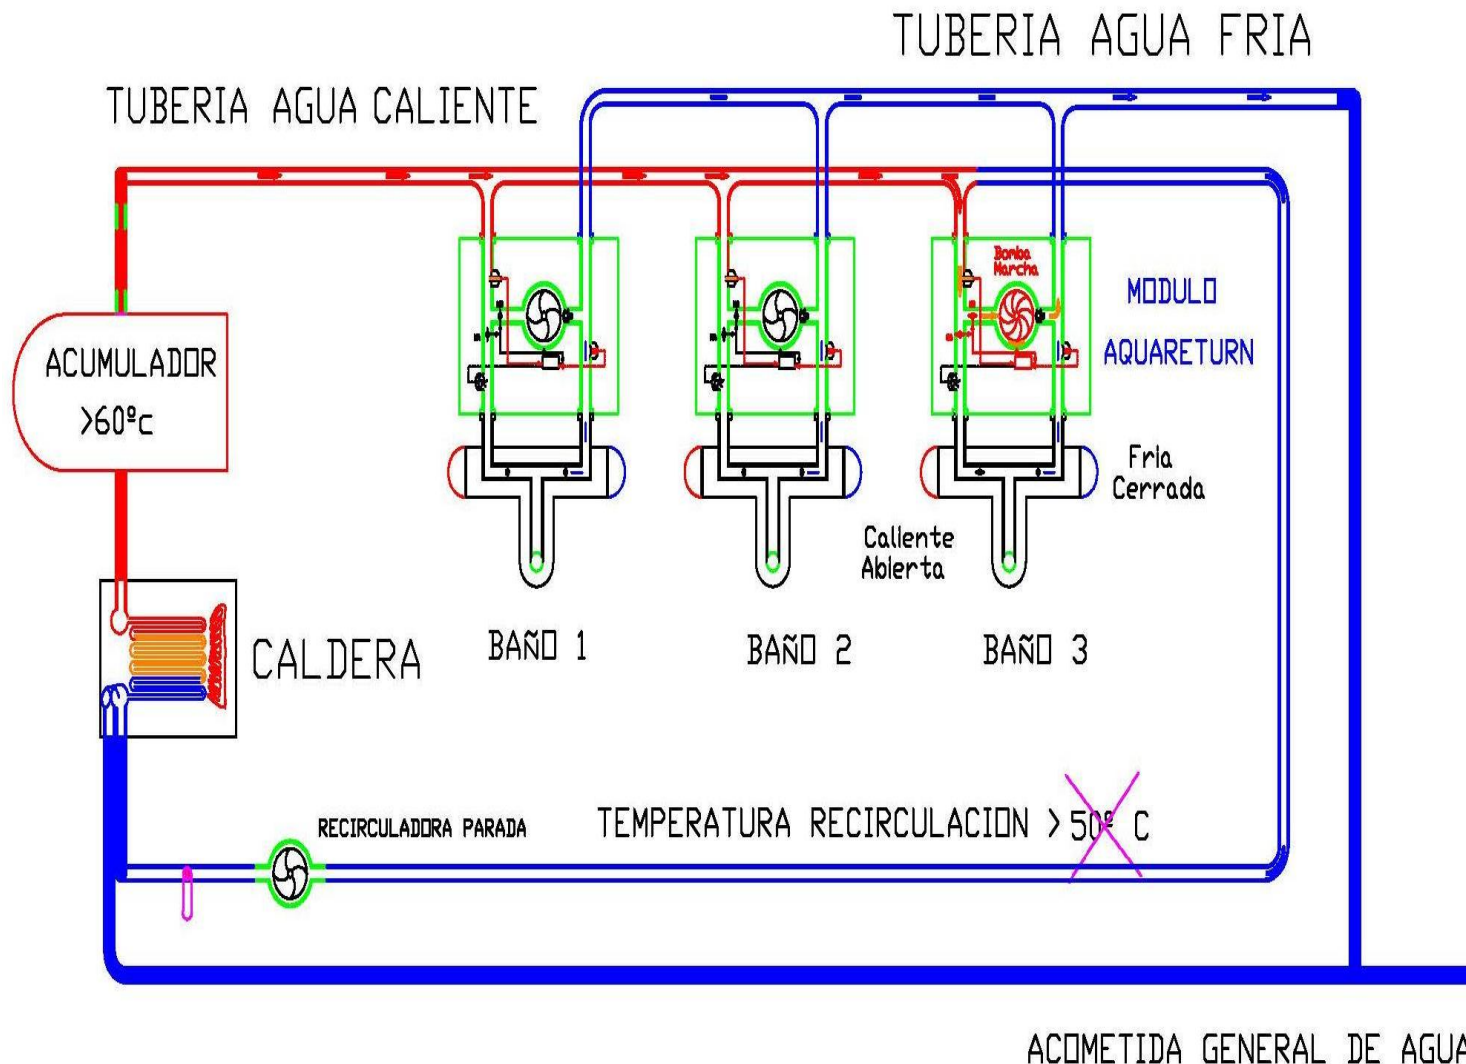 TUBERIA AGUA FRIA
TUBERIA AGUA CALIENTE
Bomba
Marcha
MODULO
AQUARETURN
ACUMULADOR
>60ºc
Fria
Cerrada
Caliente
Abierta
CALDERA
BAÑO 1
BAÑO 2
BAÑO 3
RECIRCULADORA PARADA
TEMPERATURA RECIRCULACION > 50º C
ACOMETIDA GENERAL DE AGUA